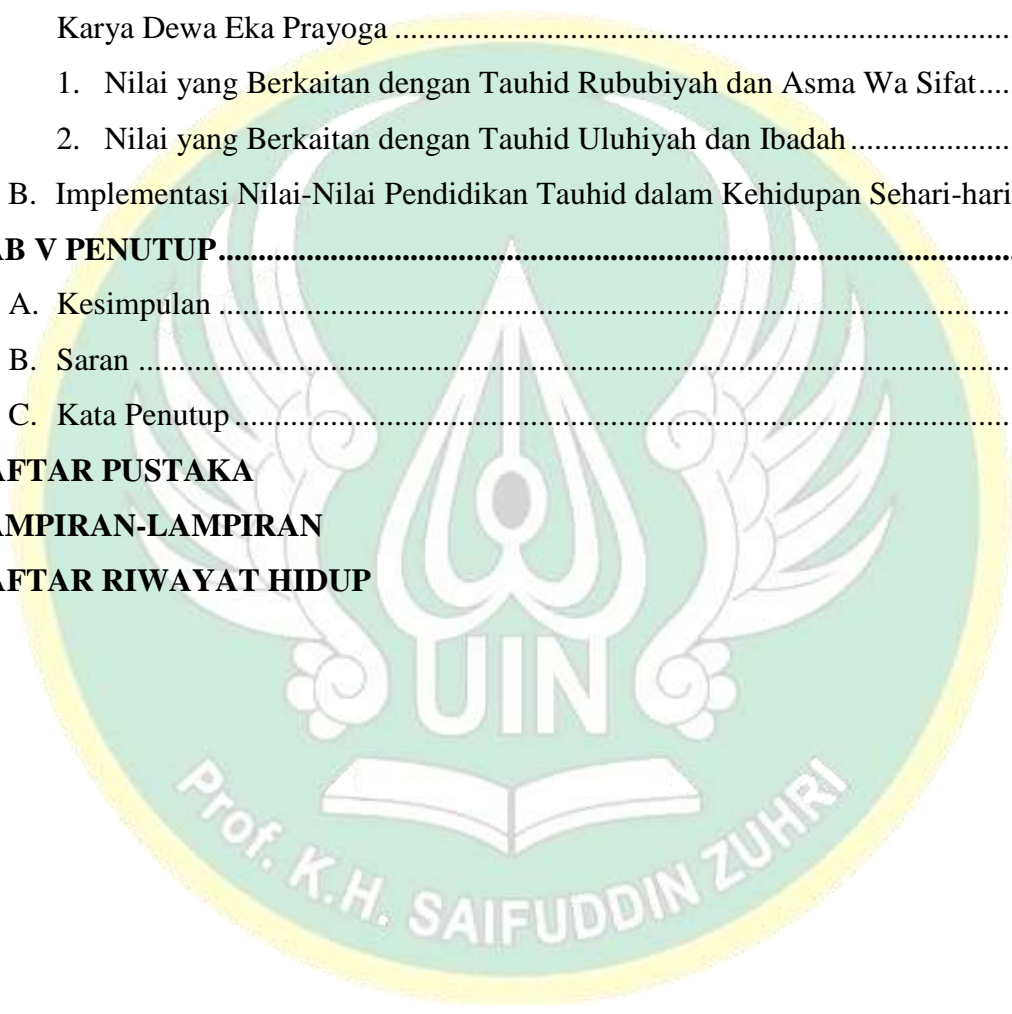 Karya Dewa Eka Prayoga ........................................................................................
1. Nilai yang Berkaitan dengan Tauhid Rububiyah dan Asma Wa Sifat....
2. Nilai yang Berkaitan dengan Tauhid Uluhiyah dan Ibadah ....................
B. Implementasi Nilai-Nilai Pendidikan Tauhid dalam Kehidupan Sehari-hari
AB V PENUTUP....................................................................................................
A. Kesimpulan ....................................................................................................
B. Saran ..............................................................................................................
C. Kata Penutup ..................................................................................................
AFTAR PUSTAKA
AMPIRAN-LAMPIRAN
AFTAR RIWAYAT HIDUP
UIN
Prof. K.H. SAIFUDDIN ZUHRI